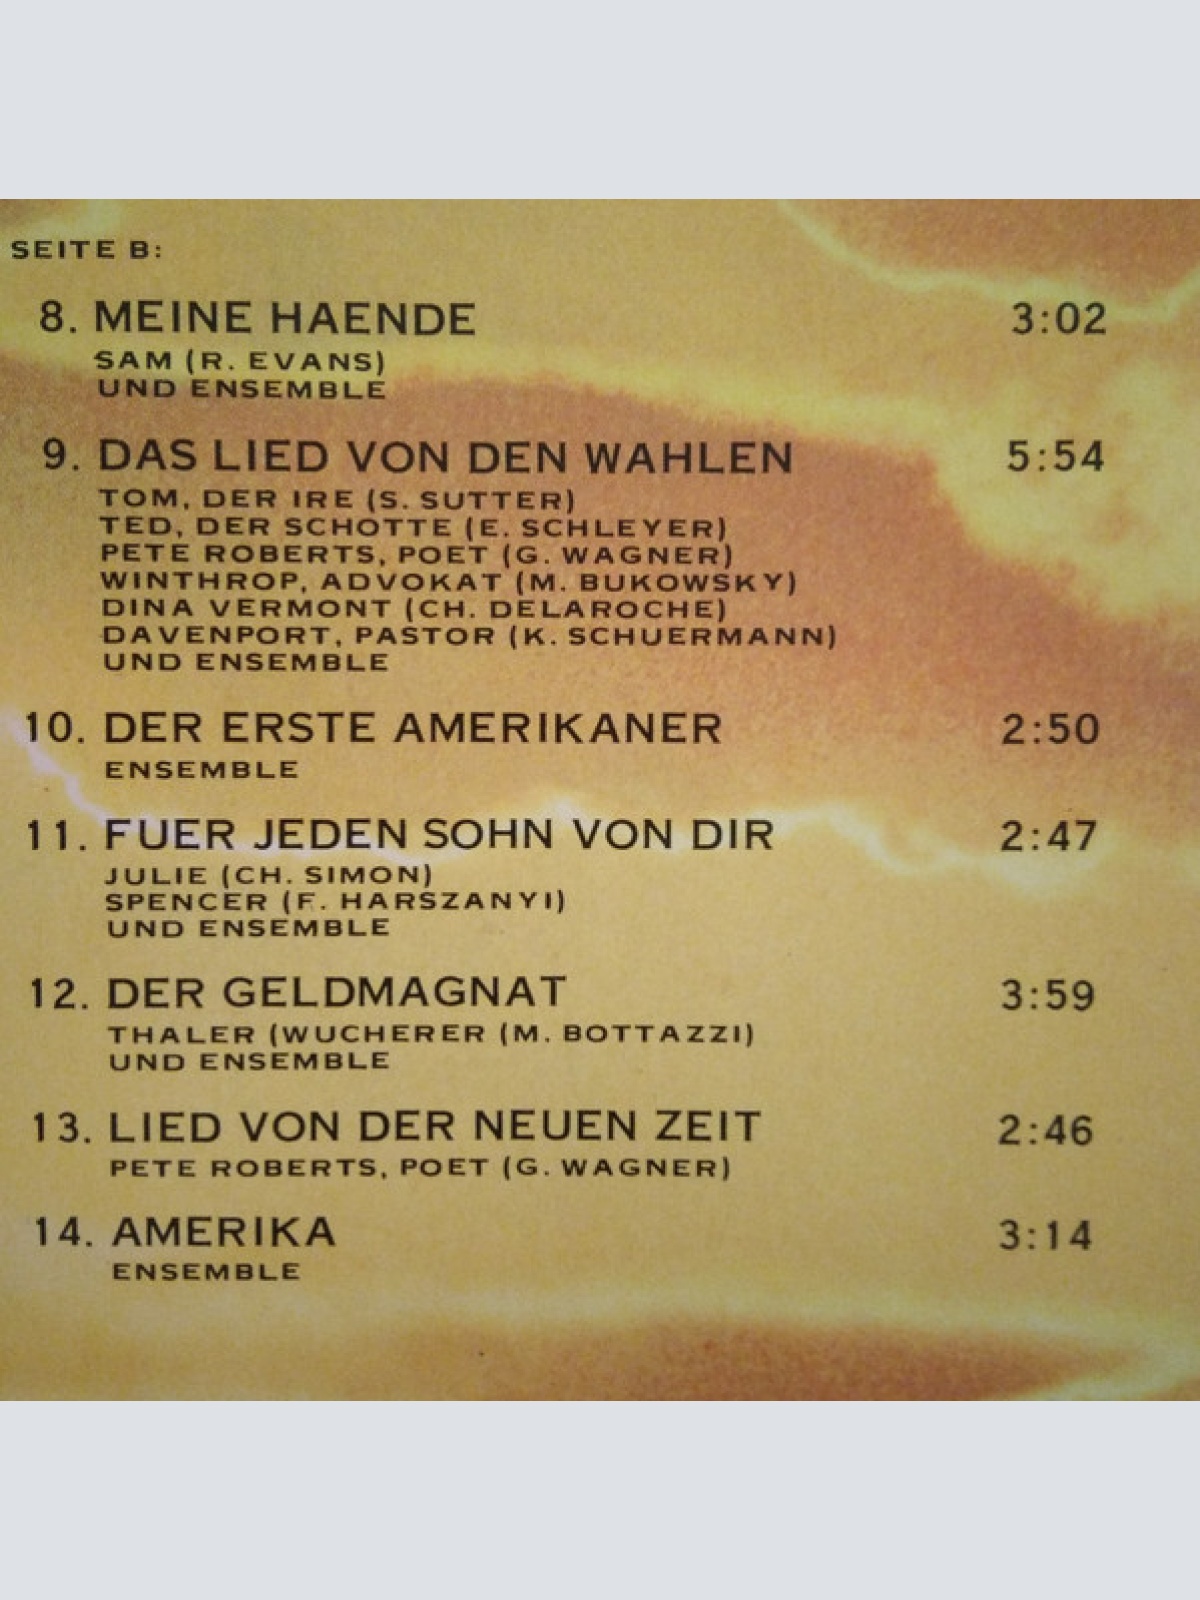 SEITE B:
8. MEINE HAENDE 3:02
SAM (R. EVANS)
UND ENSEMBLE
9. DAS LIED VON DEN WAHLEN 5:54
TOM, DER IRE (S. SUTTER)
TED, DER SCHOTTE (E. SCHLEYER)
PETE ROBERTS, POET (G. WAGNER)
WINTHROP, ADVOKAT (M. BUKOWSKY)
DINA VERMONT (CH. DELAROCHE)
DAVENPORT, PASTOR (K. SCHUERMANN)
UND ENSEMBLE
10. DER ERSTE AMERIKANER 2:50
ENSEMBLE
11. FUER JEDEN SOHN VON DIR 2:47
JULIE (CH. SIMON)
SPENCER (F. HARSZANYI)
UND ENSEMBLE
12. DER GELDMAGNAT 3:59
THALER (WUCHERER (M. BOTTAZZI)
UND ENSEMBLE
13. LIED VON DER NEUEN ZEIT 2:46
PETE ROBERTS, POET (G. WAGNER)
14. AMERIKA 3:14
ENSEMBLE